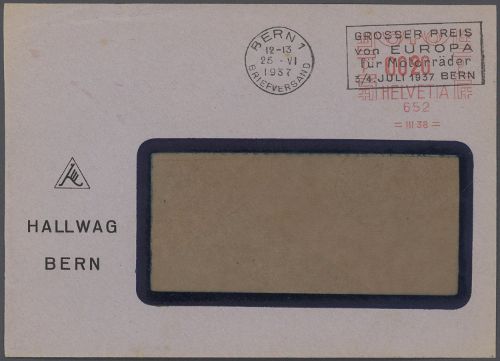 BERN 1
12-13
25.VI
1937
BRIEFVERSAND
GROSSER PREIS
von EUROPA
für Motorräder
3/4. JULI 1937 BERN
0020
HELVETIA
652
= III.38 =
HALLWAG
BERN